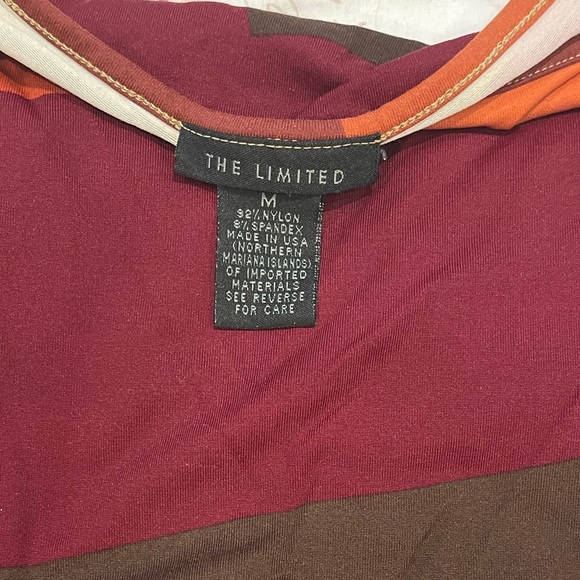 THE LIMITED
M
92% NYLON
8% SPANDEX
MADE IN USA
(NORTHERN
MARIANA ISLANDS)
OF IMPORTED
MATERIALS
SEE REVERSE
FOR CARE